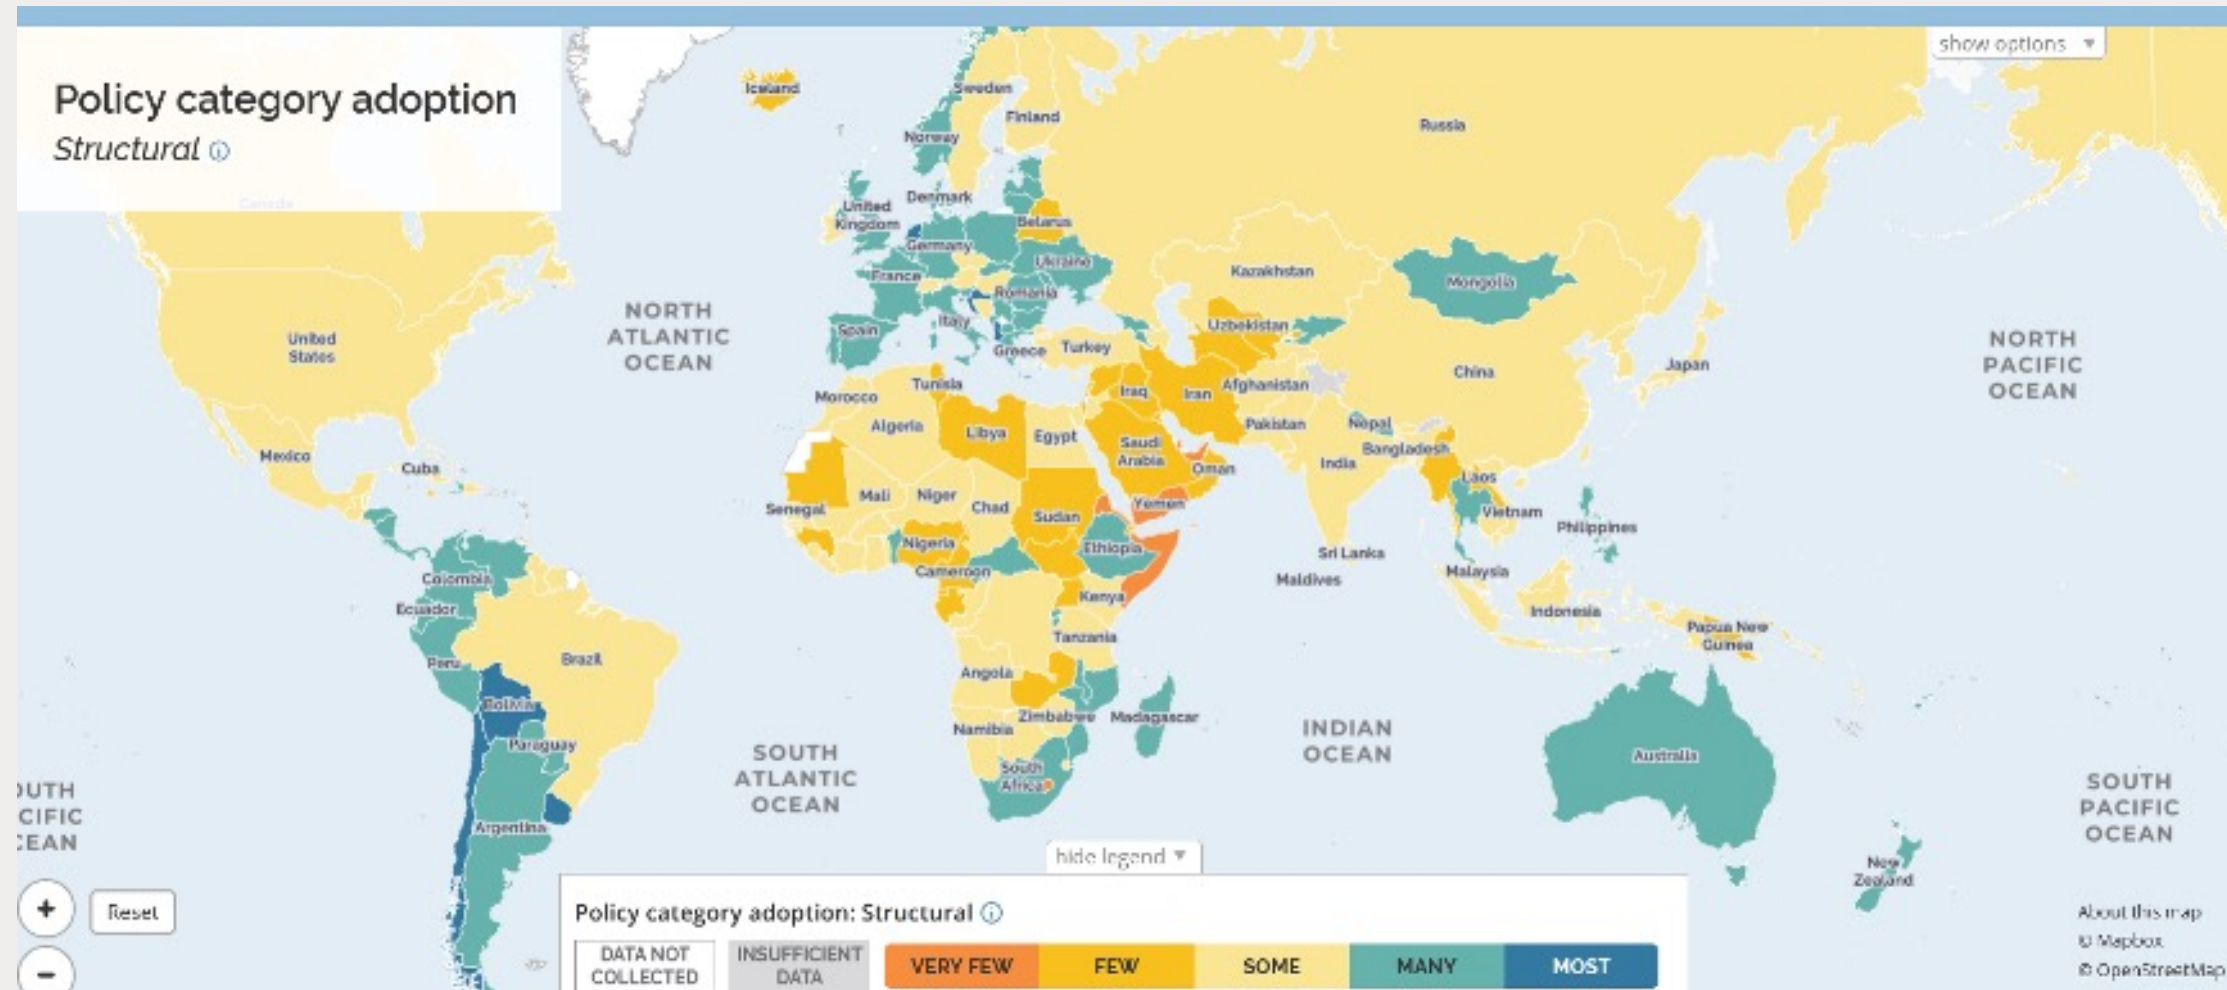 show options
Policy category adoption
Structural
Canada
Iceland
Sweden
Finland
Norway
Russia
Denmark
United
Kingdom
Belarus
Germany
Ukraine
France
Romania
Kazakhstan
Mongolia
NORTH
ATLANTIC
OCEAN
Spain
Italy
Greece
Turkey
Uzbekistan
United
States
NORTH
PACIFIC
OCEAN
Japan
China
Morocco
Tunisia
Iraq
Iran
Afghanistan
Algeria
Libya
Egypt
Saudi
Arabia
Pakistan
Nepal
Bangladesh
India
Oman
Mexico
Cuba
Laos
Senegal
Mali
Niger
Chad
Sudan
Yemen
Vietnam
Philippines
Nigeria
Ethiopia
Cameroon
Sri Lanka
Maldives
Malaysia
Colombia
Ecuador
Kenya
Indonesia
Tanzania
Papua New
Guinea
Peru
Brazil
Angola
Bolivia
Zimbabwe
Madagascar
Namibia
Paraguay
INDIAN
OCEAN
SOUTH
ATLANTIC
OCEAN
South
Africa
Australia
OUTH
CIFIC
CEAN
Argentina
SOUTH
PACIFIC
OCEAN
New
Zealand
hide legend
+
Reset
−
Policy category adoption: Structural
DATA NOT
COLLECTED
INSUFFICIENT
DATA
VERY FEW
FEW
SOME
MANY
MOST
About this map
© Mapbox
© OpenStreetMap